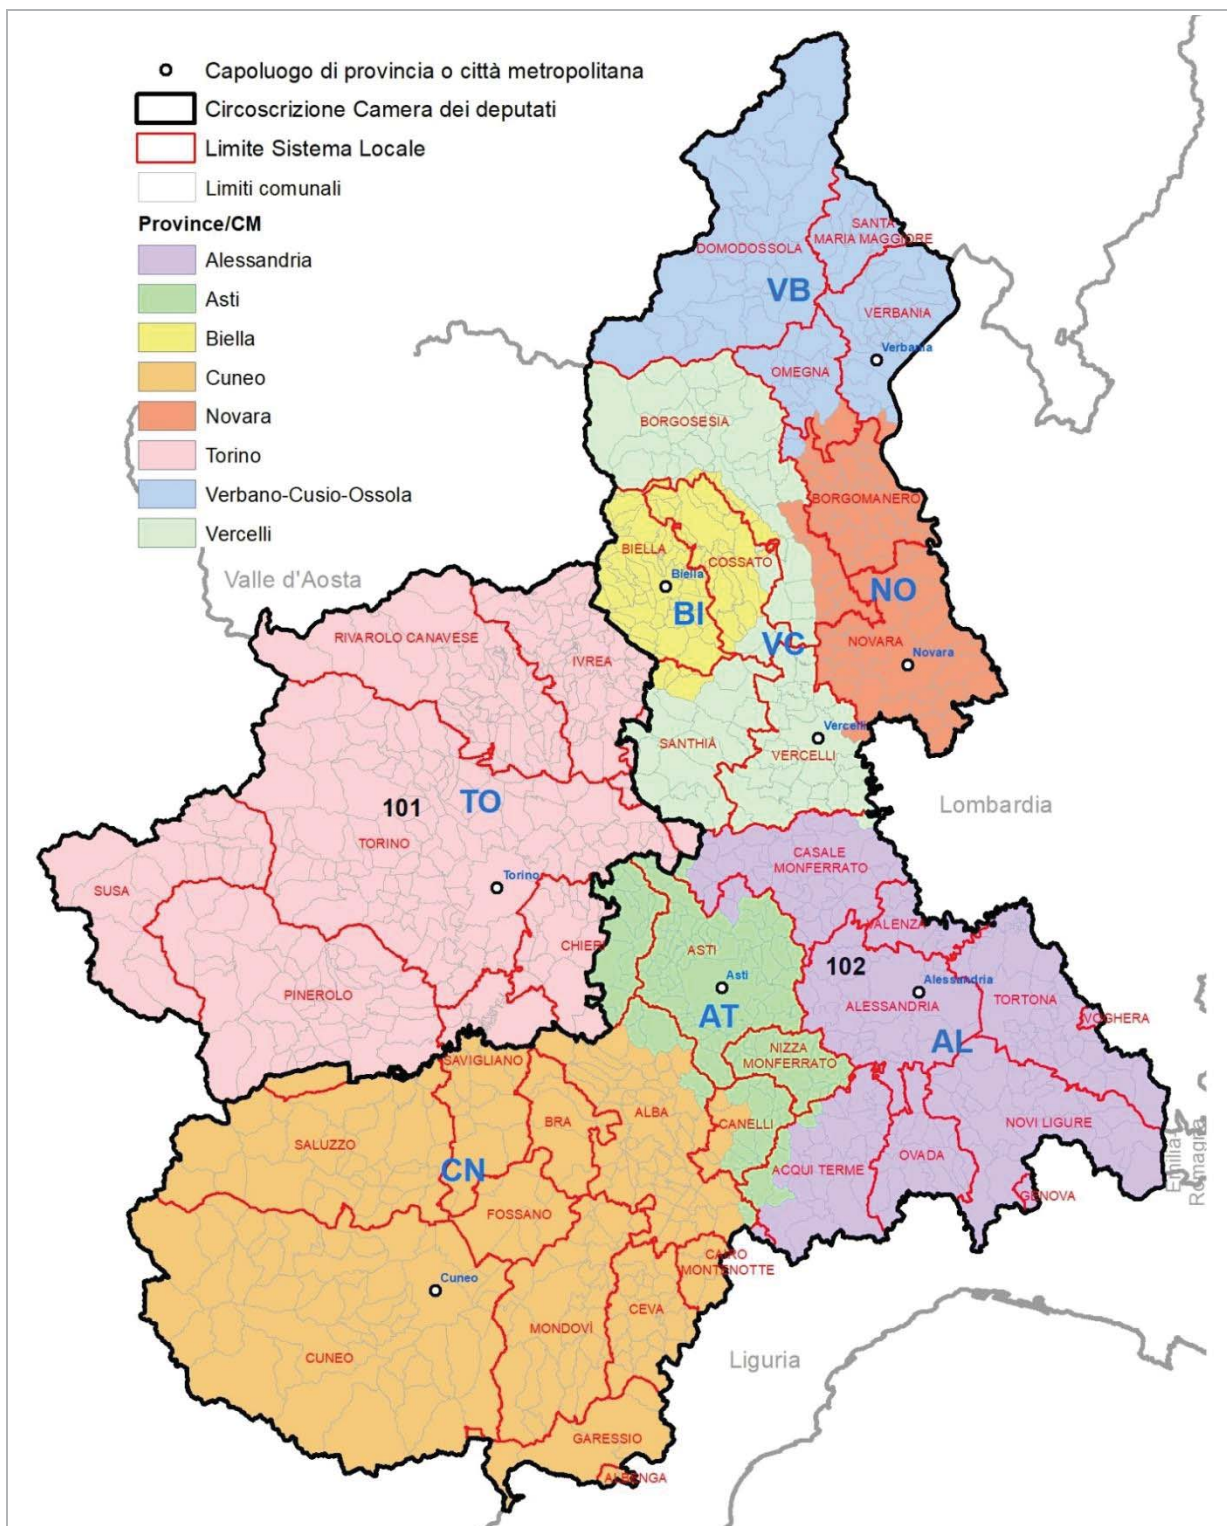 Capoluogo di provincia o città metropolitana
Circoscrizione Camera dei deputati
Limite Sistema Locale
Limiti comunali
Province/CM
Alessandria
Asti
Biella
Cuneo
Novara
Torino
Verbano-Cusio-Ossola
Vercelli
SANTA
MARIA MAGGIORE
DOMODOSSOLA
VB
VERBANIA
Verbania
OMEGNA
BORGOSESIA
BORGOMANERO
BIELLA
COSSATO
Biella
BI
NO
VC
NOVARA
Novara
Valle d'Aosta
RIVAROLO CANAVESE
IVREA
Vercelli
SANTHIÀ
VERCELLI
Lombardia
101
TO
TORINO
Torino
SUSA
CASALE
MONFERRATO
VALENZA
CHIERI
ASTI
Asti
102
Alessandria
ALESSANDRIA
PINEROLO
TORTONA
VOGHERA
AT
AL
NIZZA
MONFERRATO
SAVIGLIANO
BRA
ALBA
CANELLI
NOVI LIGURE
SALUZZO
CN
ACQUI TERME
OVADA
GENOVA
Emilia-
Romagna
FOSSANO
CAIRO
MONTENOTTE
Cuneo
CEVA
MONDOVÌ
CUNEO
Liguria
GARESSIO
ALBENGA